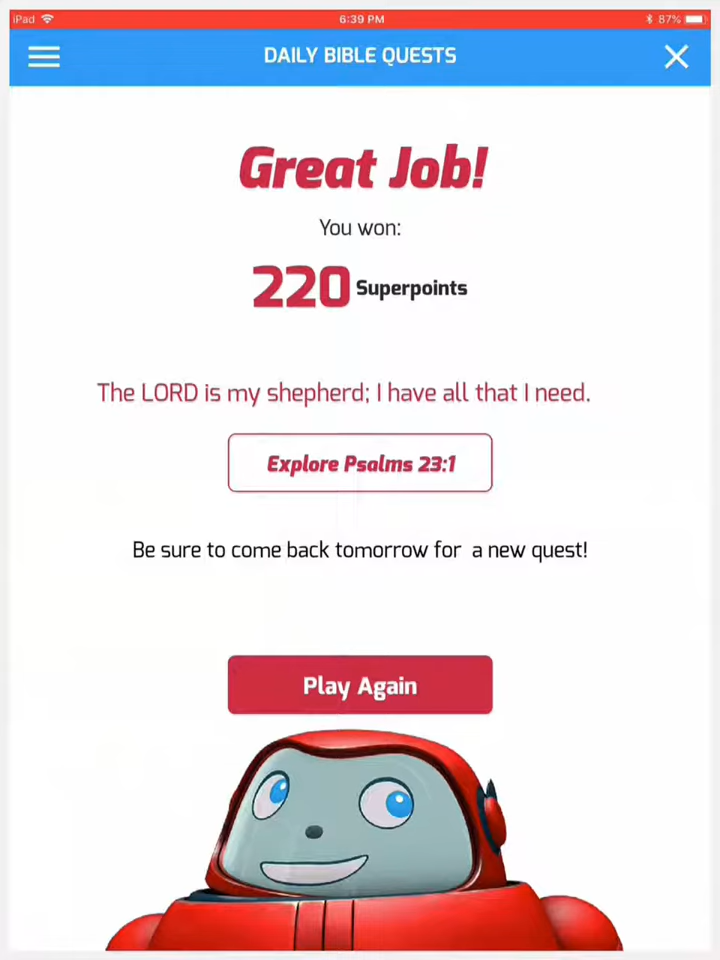 iPad 6:39 PM 87%
DAILY BIBLE QUESTS
Great Job!
You won:
220 Superpoints
The LORD is my shepherd; I have all that I need.
Explore Psalms 23:1
Be sure to come back tomorrow for a new quest!
Play Again